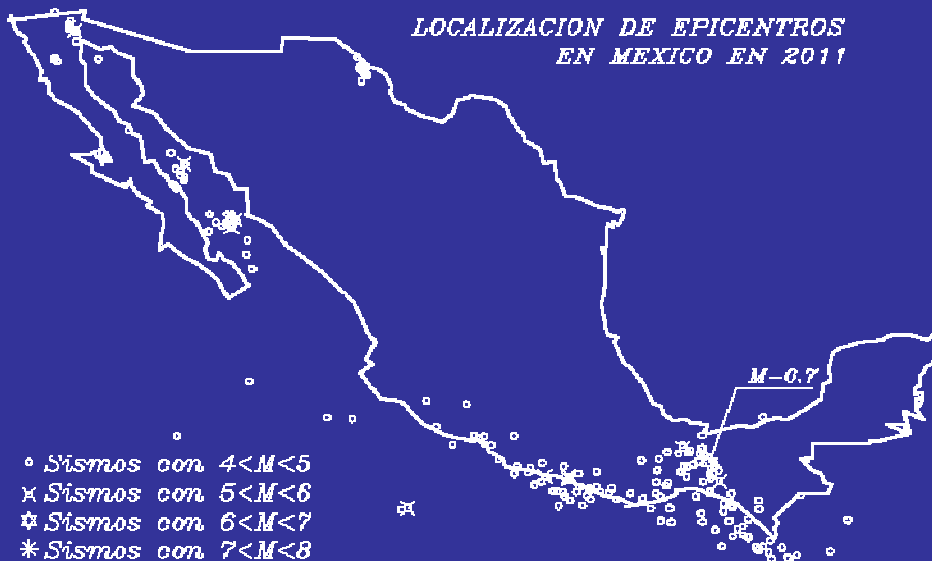 LOCALIZACION DE EPICENTROS
EN MEXICO EN 2011
M-6.7
Sismos con 4<M<5
Sismos con 5<M<6
Sismos con 6<M<7
Sismos con 7<M<8